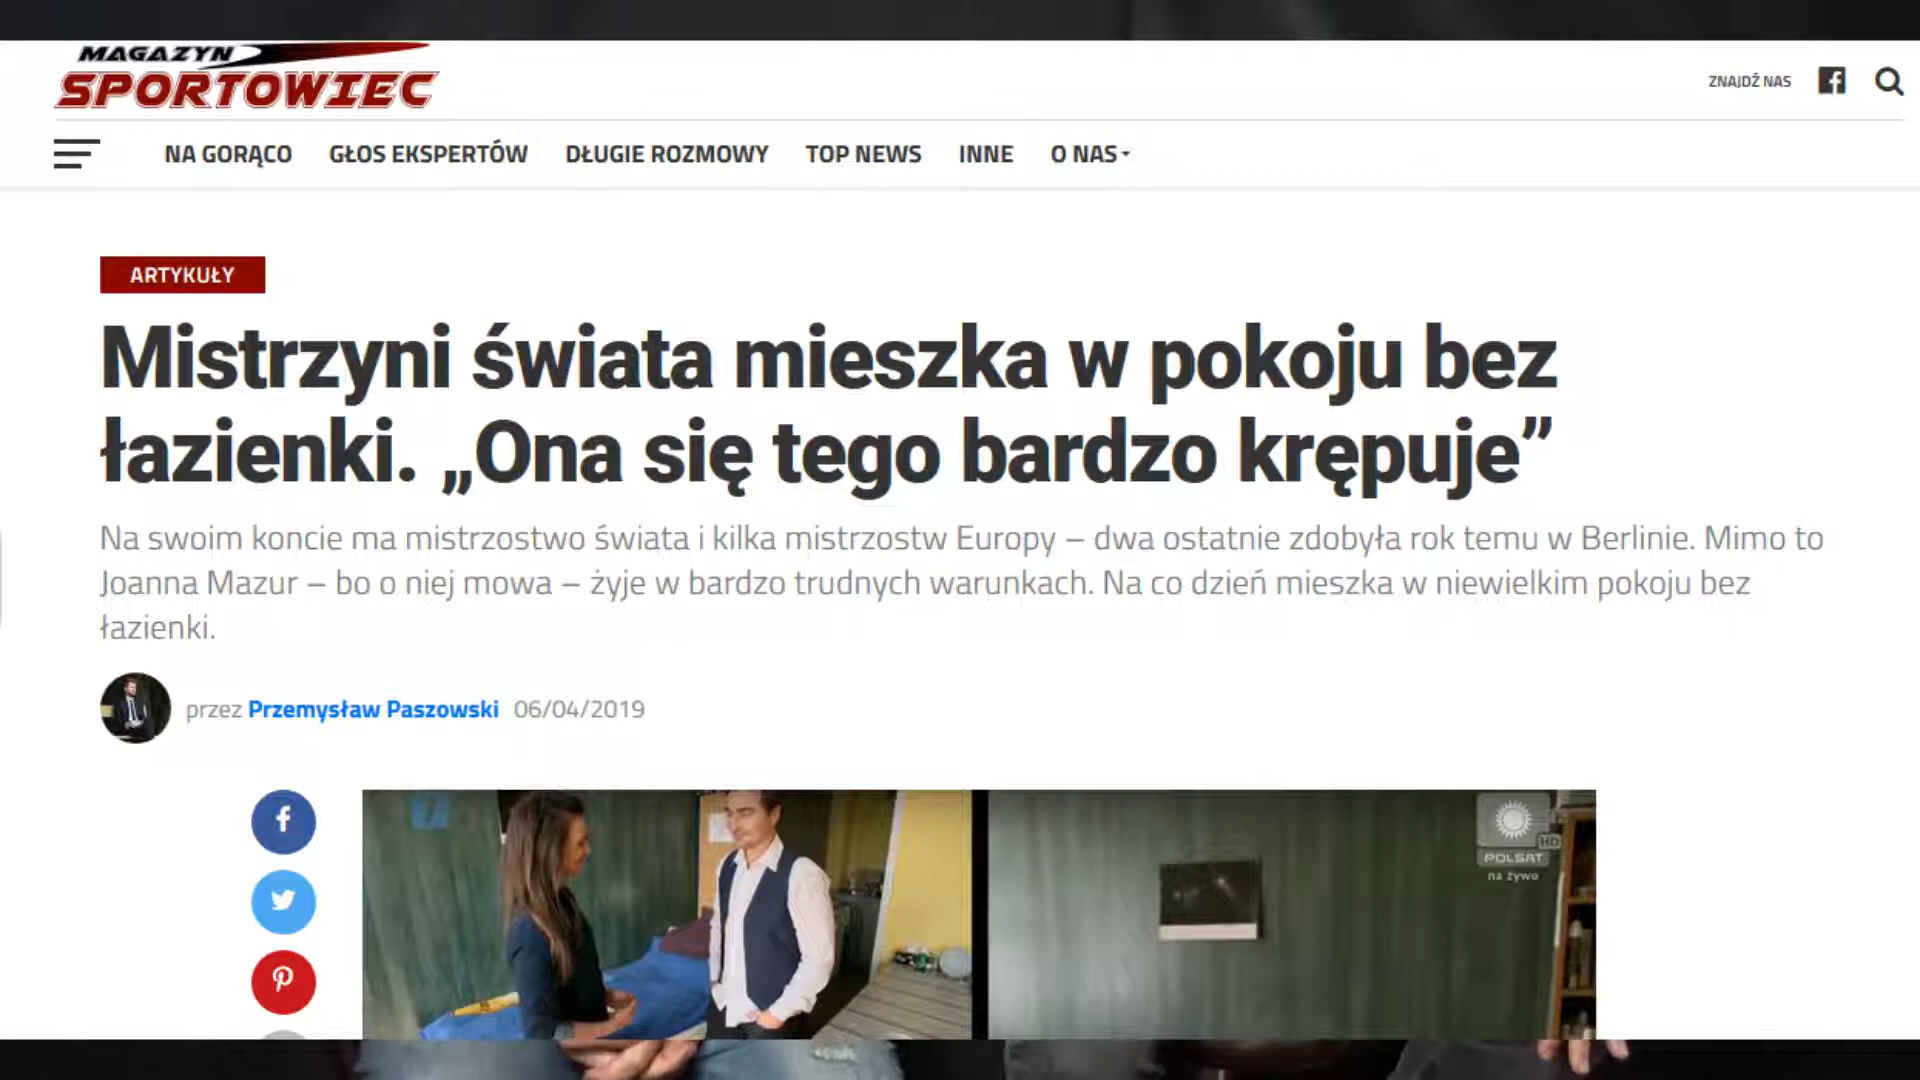 MAGAZYN
SPORTOWIEC
ZNAJDŹ NAS
NA GORĄCO GŁOS EKSPERTÓW DŁUGIE ROZMOWY TOP NEWS INNE O NAS
ARTYKUŁY
Mistrzyni świata mieszka w pokoju bez
łazienki. „Ona się tego bardzo krępuje”
Na swoim koncie ma mistrzostwo świata i kilka mistrzostw Europy – dwa ostatnie zdobyła rok temu w Berlinie. Mimo to
Joanna Mazur – bo o niej mowa – żyje w bardzo trudnych warunkach. Na co dzień mieszka w niewielkim pokoju bez
łazienki.
przez Przemysław Paszowski 06/04/2019
HD
POLSAT
na żywo